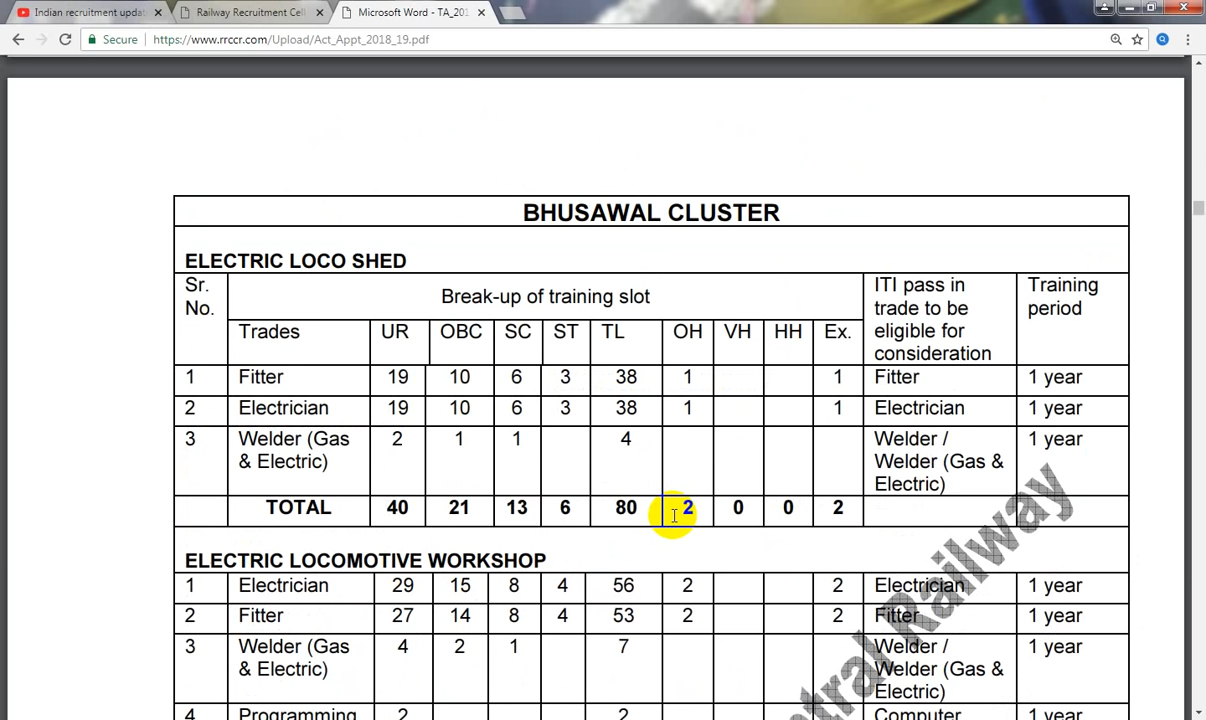 Indian recruitment updat
Railway Recruitment Cell
Microsoft Word - TA_201
Secure
https://www.rrccr.com/Upload/Act_Appt_2018_19.pdf
BHUSAWAL CLUSTER
ELECTRIC LOCO SHED
Sr. No. Break-up of training slot ITI pass in trade to be eligible for consideration Training period
Trades UR OBC SC ST TL OH VH HH Ex.
1 Fitter 19 10 6 3 38 1 1 Fitter 1 year
2 Electrician 19 10 6 3 38 1 1 Electrician 1 year
3 Welder (Gas & Electric) 2 1 1 4 Welder / Welder (Gas & Electric) 1 year
TOTAL 40 21 13 6 80 2 0 0 2
ELECTRIC LOCOMOTIVE WORKSHOP
1 Electrician 29 15 8 4 56 2 2 Electrician 1 year
2 Fitter 27 14 8 4 53 2 2 Fitter 1 year
3 Welder (Gas & Electric) 4 2 1 7 Welder / Welder (Gas & Electric) 1 year
4 Programming 2 2 Computer 1 year
ntral Railway